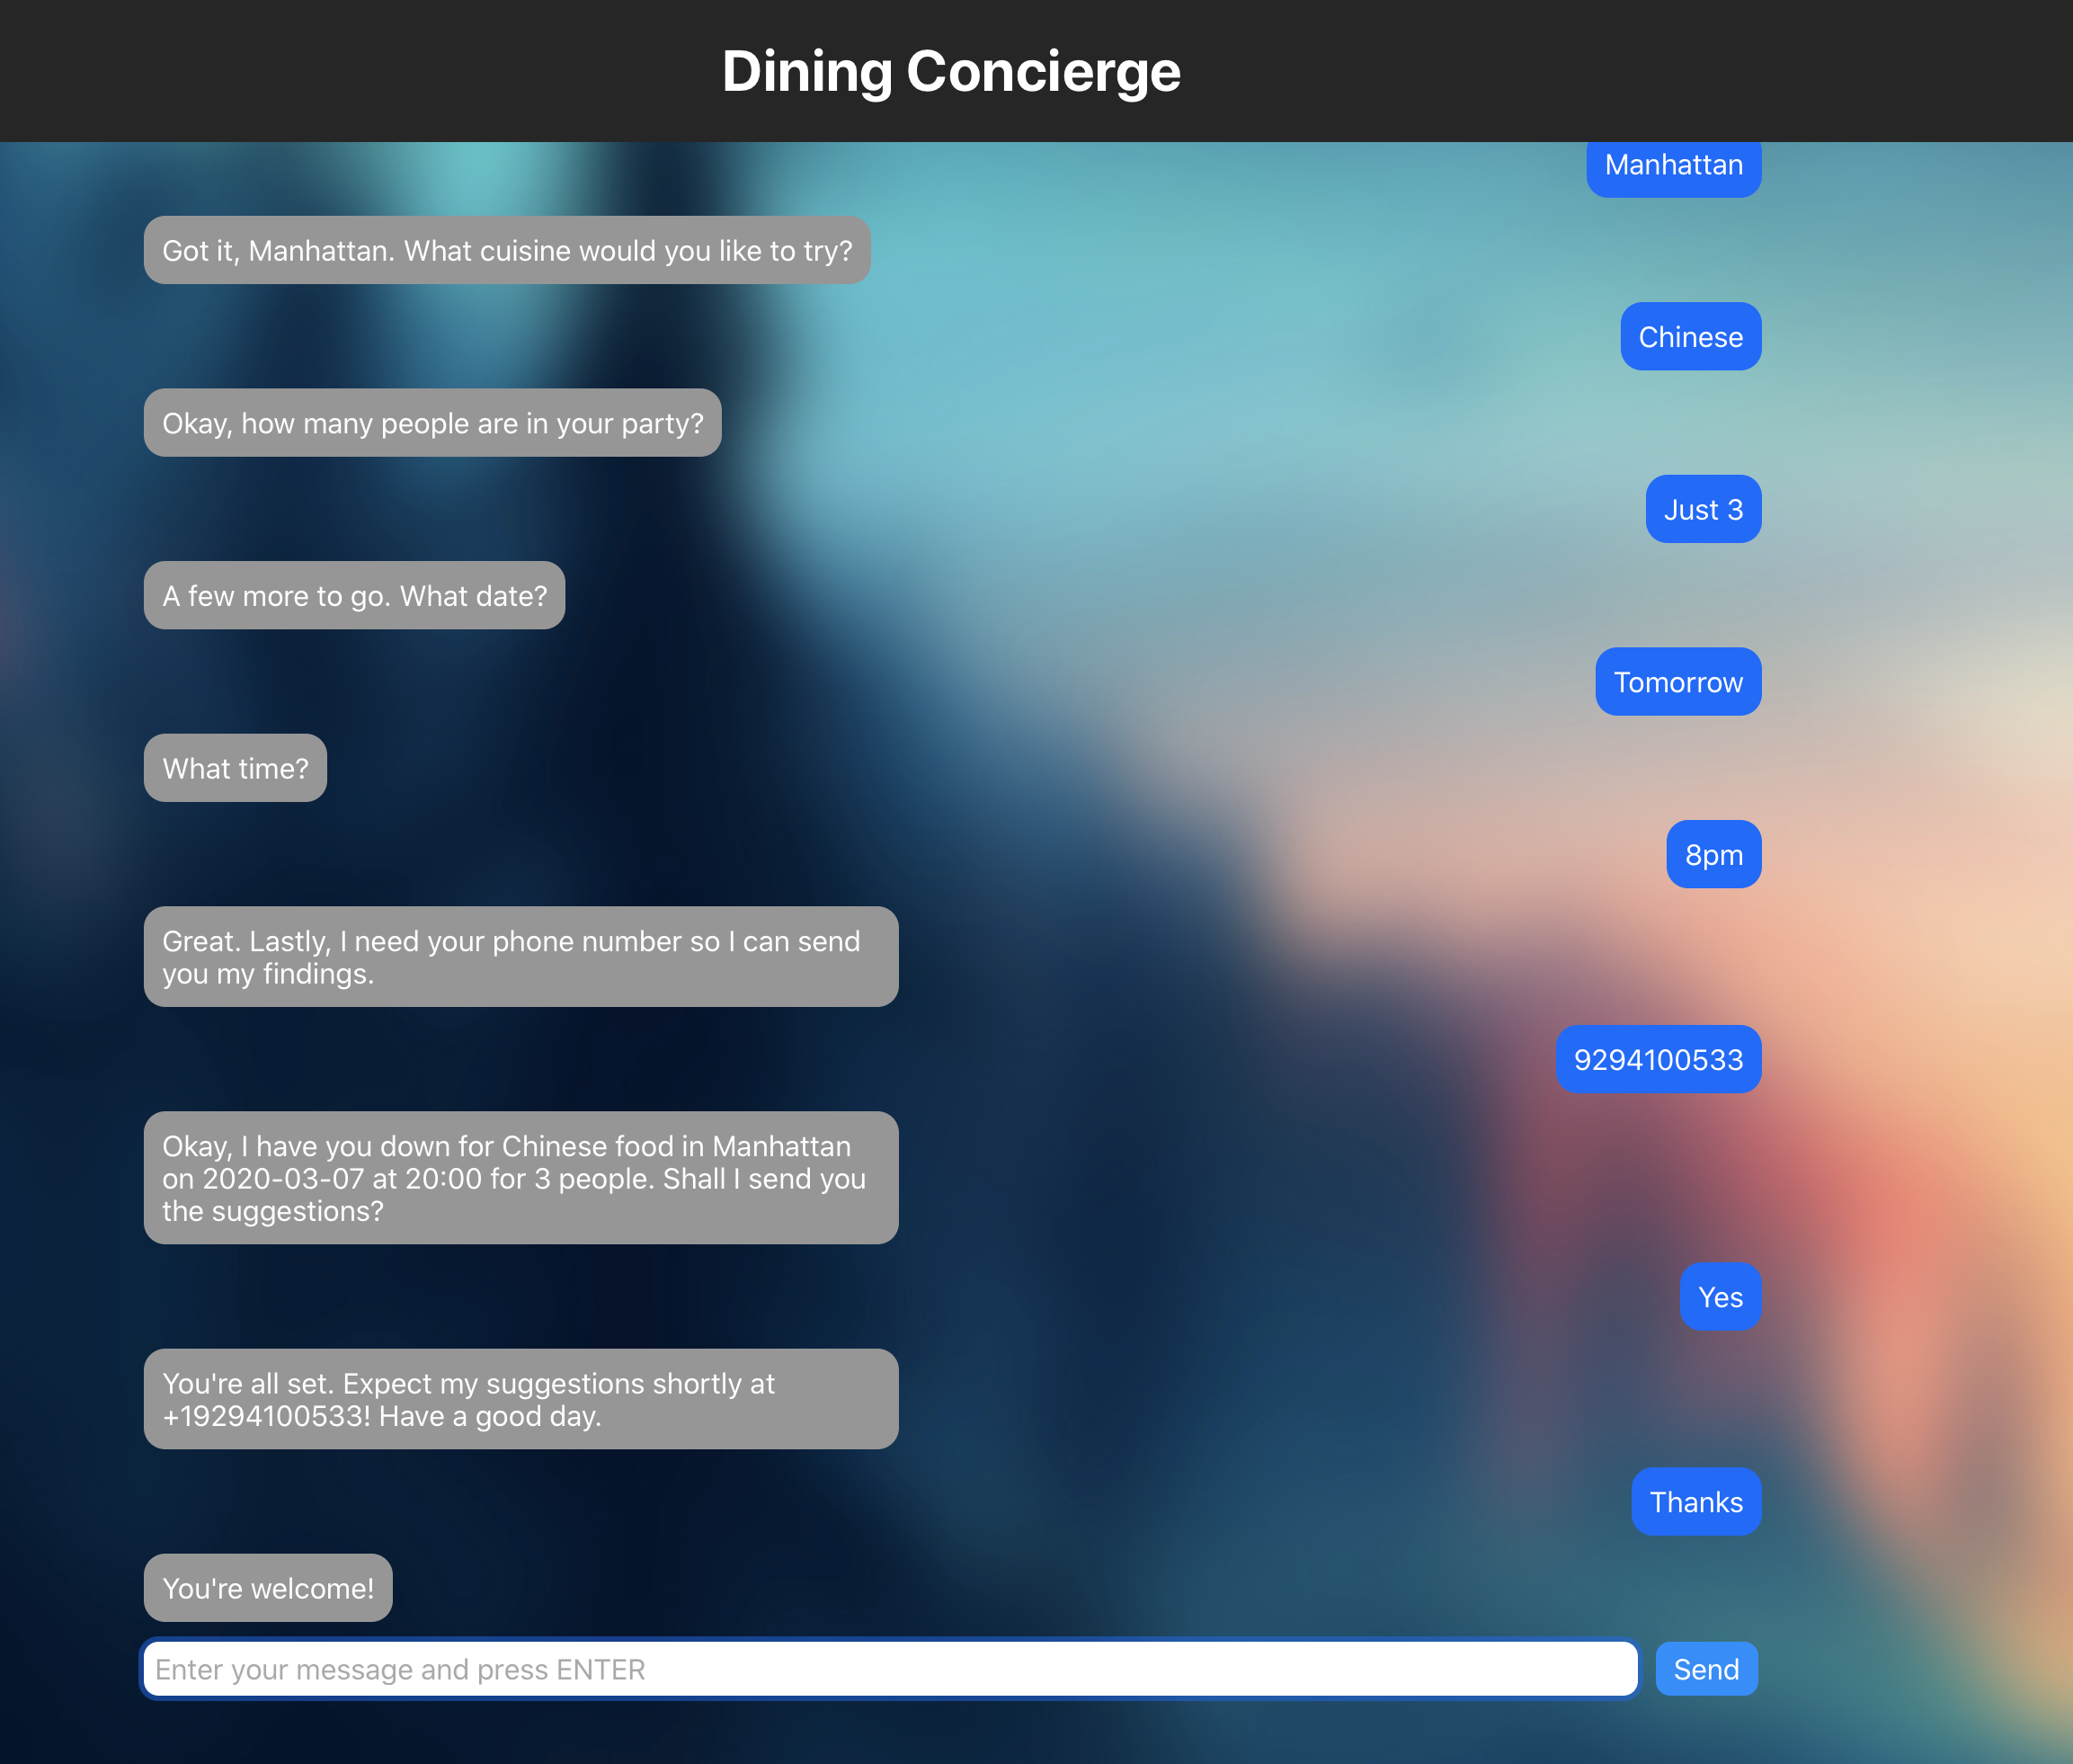 Dining Concierge
Manhattan
Got it, Manhattan. What cuisine would you like to try?
Chinese
Okay, how many people are in your party?
Just 3
A few more to go. What date?
Tomorrow
What time?
8pm
Great. Lastly, I need your phone number so I can send
you my findings.
9294100533
Okay, I have you down for Chinese food in Manhattan
on 2020-03-07 at 20:00 for 3 people. Shall I send you
the suggestions?
Yes
You're all set. Expect my suggestions shortly at
+19294100533! Have a good day.
Thanks
You're welcome!
Enter your message and press ENTER
Send